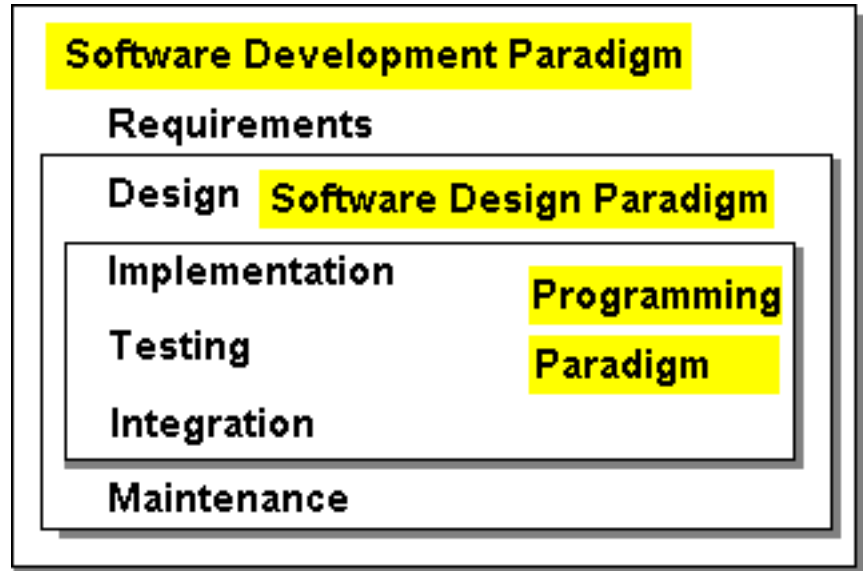 Software Development Paradigm
Requirements
Design Software Design Paradigm
Implementation
Programming
Testing
Paradigm
Integration
Maintenance